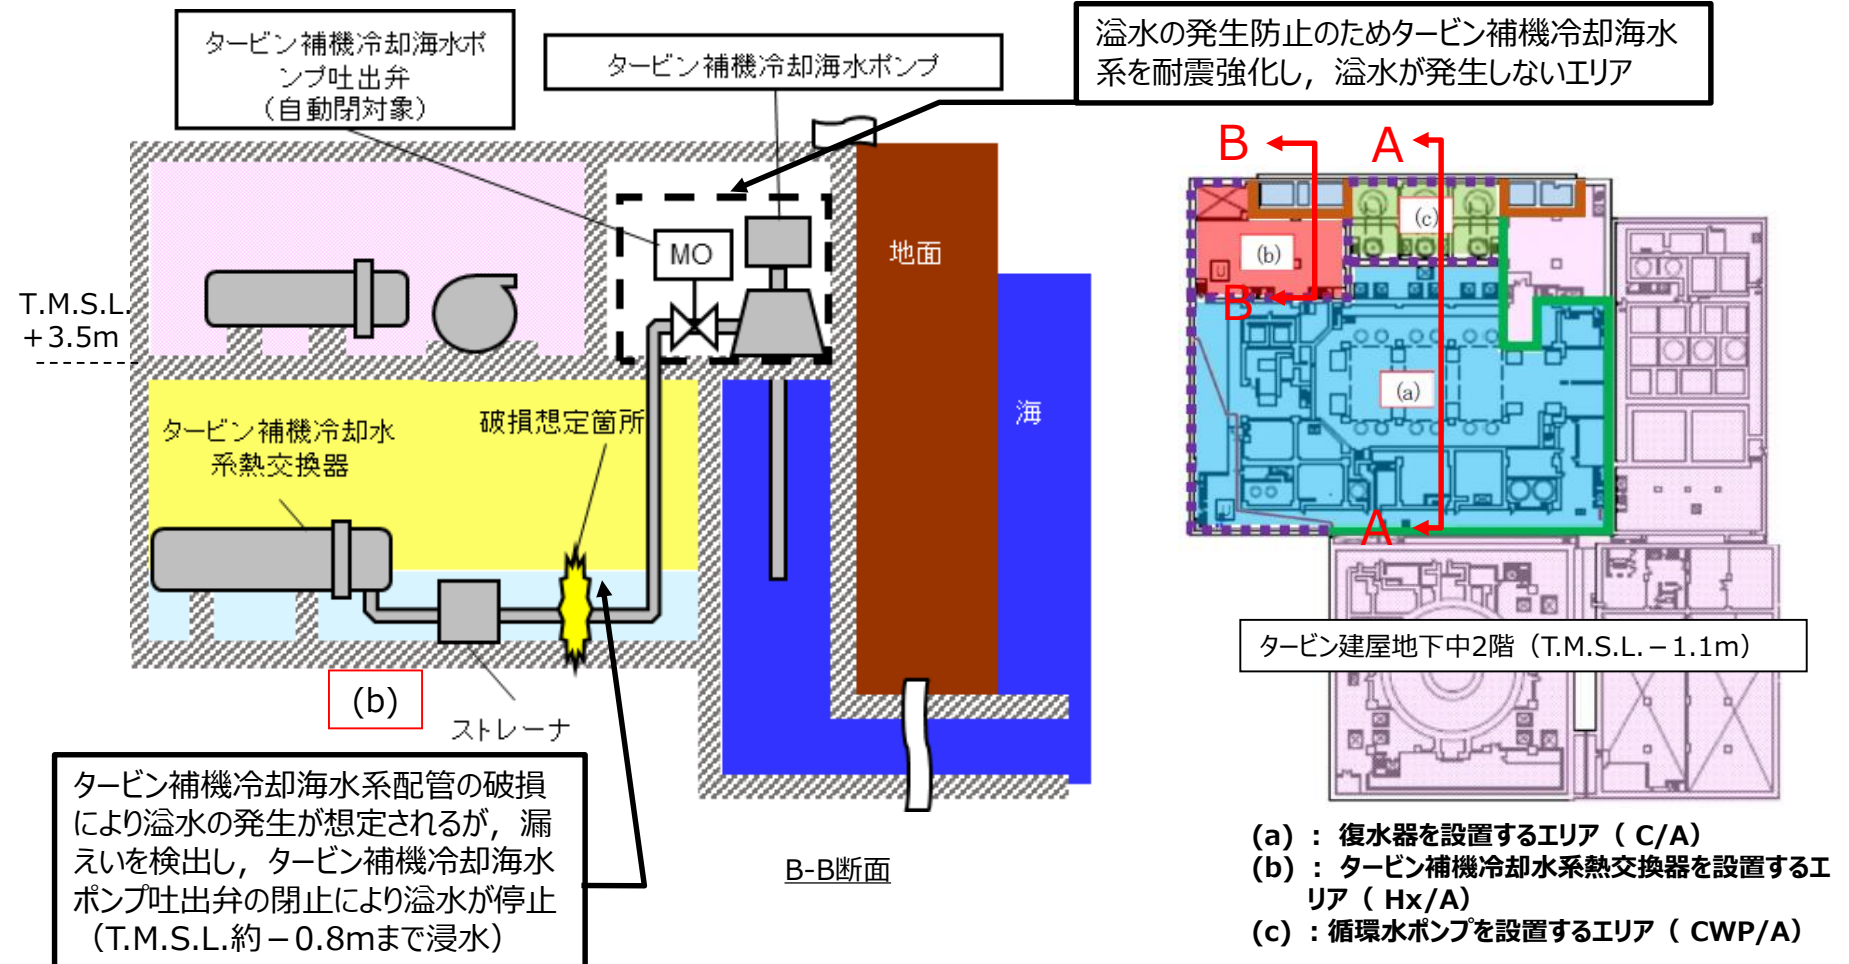 タービン補機冷却海水ポ
ンプ吐出弁
（自動閉対象）
タービン補機冷却海水ポンプ
溢水の発生防止のためタービン補機冷却海水
系を耐震強化し，溢水が発生しないエリア
MO
地面
海
T.M.S.L.
＋3.5m
タービン補機冷却水
系熱交換器
破損想定箇所
(b)
ストレーナ
タービン補機冷却海水系配管の破損
により溢水の発生が想定されるが，漏
えいを検出し，タービン補機冷却海水
ポンプ吐出弁の閉止により溢水が停止
（T.M.S.L.約－0.8mまで浸水）
B-B断面
B
A
(c)
(b)
B
(a)
A
タービン建屋地下中2階（T.M.S.L.－1.1m）
(a) ： 復水器を設置するエリア（ C/A）
(b) ： タービン補機冷却水系熱交換器を設置するエ
リア（ Hx/A）
(c) ：循環水ポンプを設置するエリア（ CWP/A）